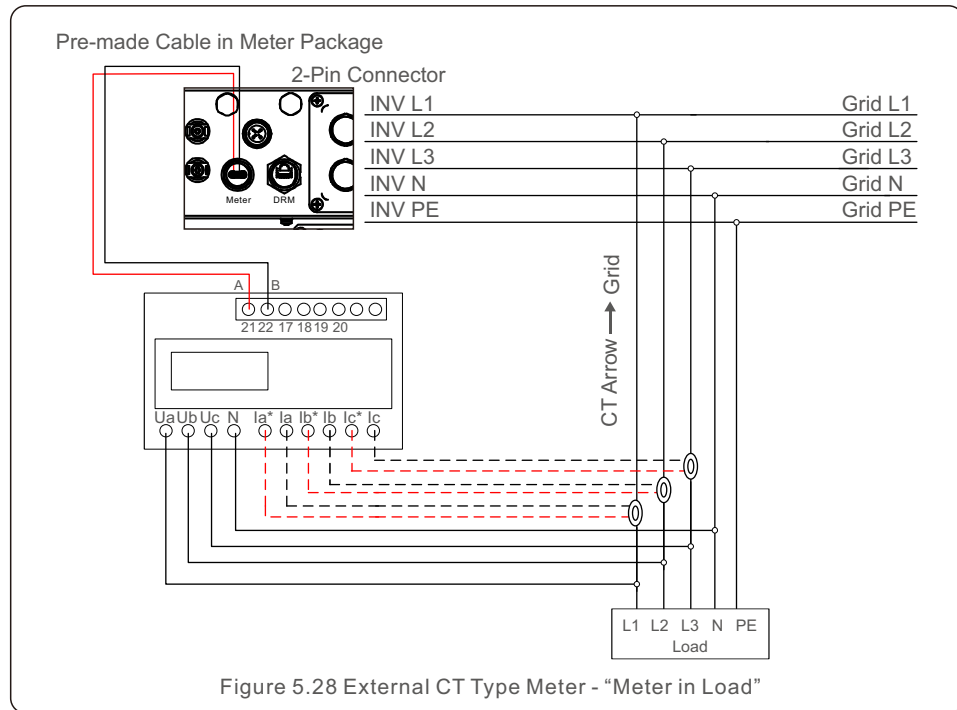 Pre-made Cable in Meter Package
2-Pin Connector
INV L1 Grid L1
INV L2 Grid L2
INV L3 Grid L3
INV N Grid N
INV PE Grid PE
Meter DRM
CT Arrow → Grid
A B
21 22 17 18 19 20
Ua Ub Uc N Ia* Ia Ib* Ib Ic* Ic
L1 L2 L3 N PE
Load
Figure 5.28 External CT Type Meter - “Meter in Load”